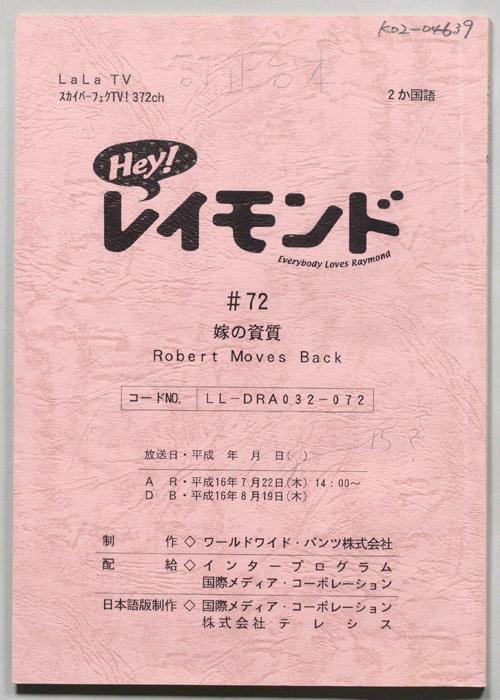 K02-04639
訂正台本
LaLa TV
スカイパーフェクTV! 372ch
2か国語
Hey!
レイモンド
Everybody Loves Raymond
#72
嫁の資質
Robert Moves Back
コードNO. LL-DRA032-072
15?
放送日・平成 年 月 日( )
A R・平成16年7月22日(木) 14:00~
D B・平成16年8月19日(木)
制 作◇ワールドワイド・パンツ株式会社
配 給◇インタープログラム
国際メディア・コーポレーション
日本語版制作◇国際メディア・コーポレーション
株式会社テレシス